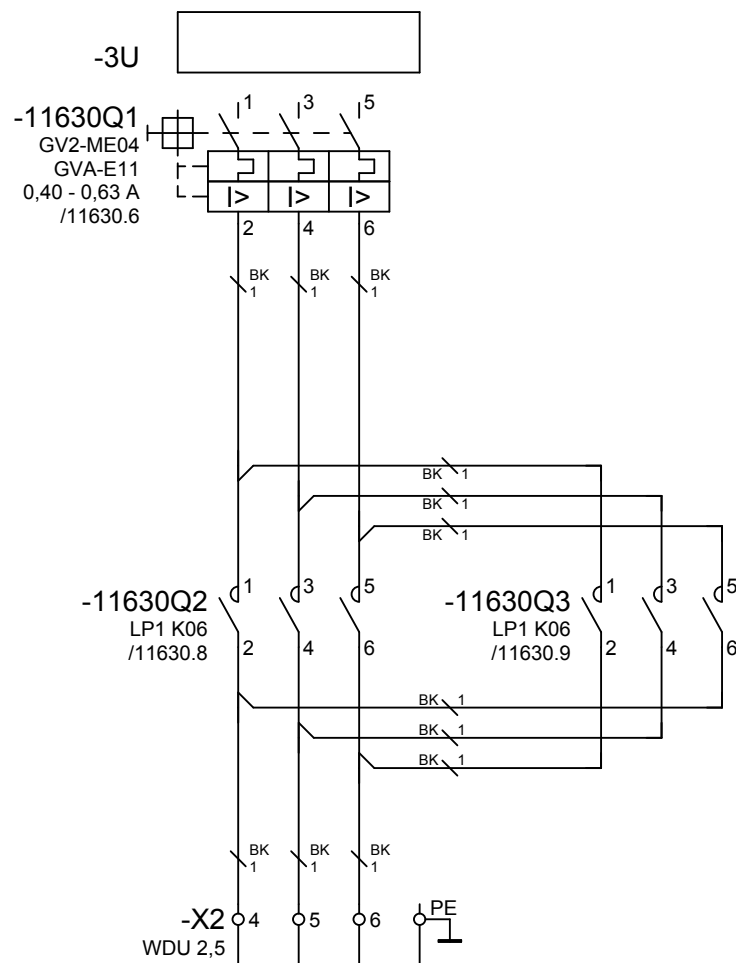 -3U
1 3 5
-11630Q1
GV2-ME04
GVA-E11
0,40 - 0,63 A
/11630.6
I> I> I>
2 4 6
BK BK BK
1 1 1
BK 1
BK 1
BK 1
1 3 5 1 3 5
-11630Q2 -11630Q3
LP1 K06 LP1 K06
/11630.8 /11630.9
2 4 6 2 4 6
BK 1
BK 1
BK 1
BK BK BK
1 1 1
-X2 4 5 6 PE
WDU 2,5